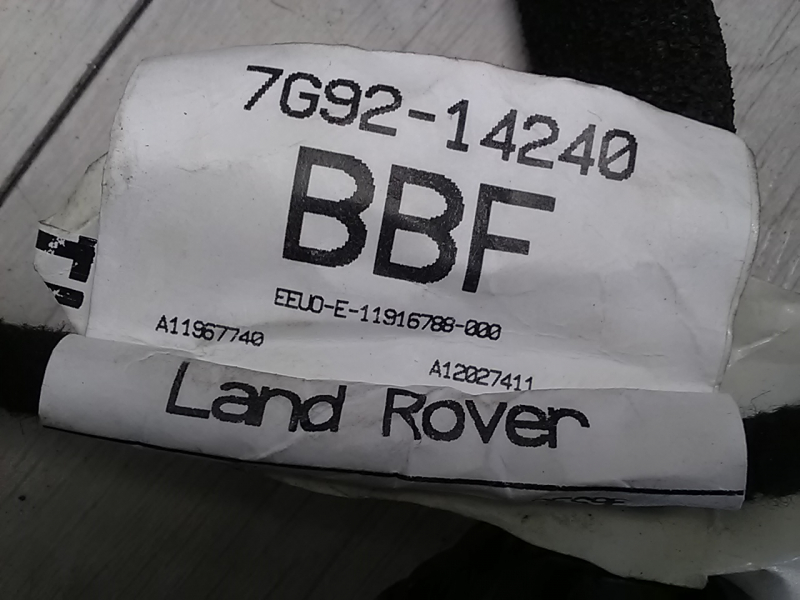 7G92-14240
BBF
EEUO-E-11916788-000
A11967740
A12027411
Land Rover